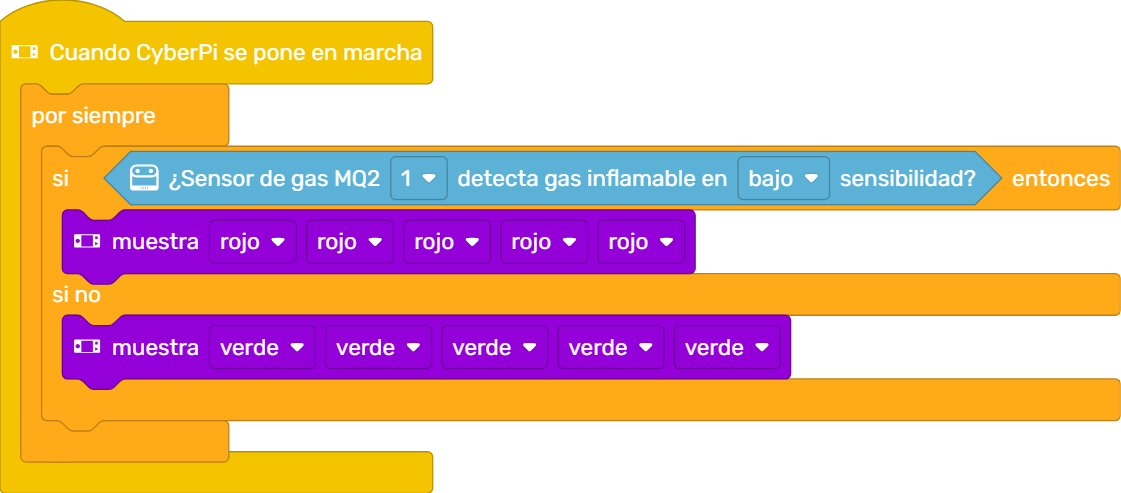 Cuando CyberPi se pone en marcha
por siempre
si ¿Sensor de gas MQ2 1 detecta gas inflamable en bajo sensibilidad? entonces
muestra rojo rojo rojo rojo rojo
si no
muestra verde verde verde verde verde